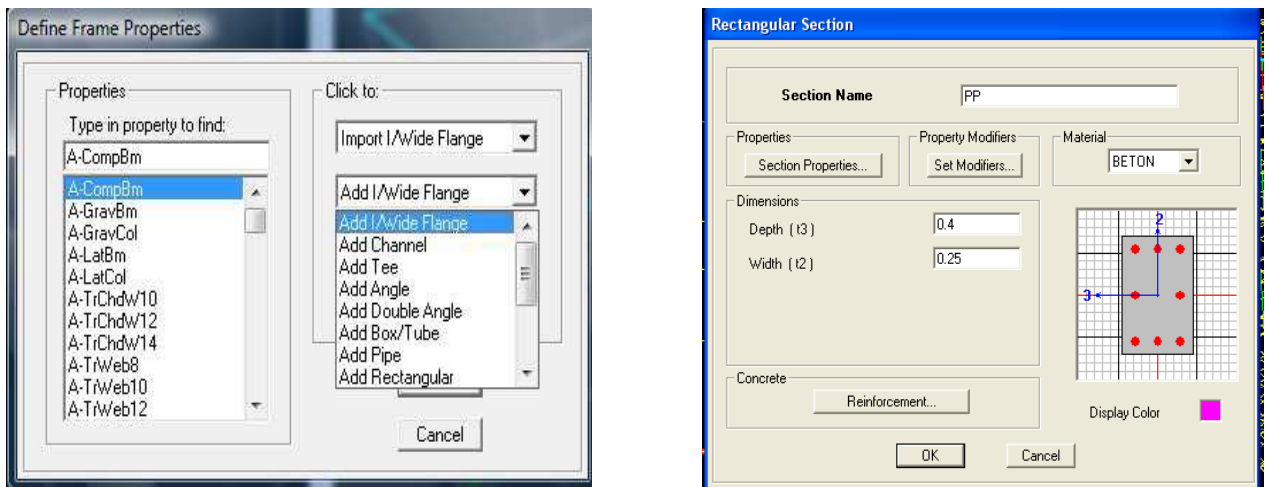 Define Frame Properties
Properties
Type in property to find:
A-CompBm
A-CompBm
A-GravBm
A-GravCol
A-LatBm
A-LatCol
A-TrChdW10
A-TrChdW12
A-TrChdW14
A-TrWeb8
A-TrWeb10
A-TrWeb12
Click to:
Import I/Wide Flange
Add I/Wide Flange
Add I/Wide Flange
Add Channel
Add Tee
Add Angle
Add Double Angle
Add Box/Tube
Add Pipe
Add Rectangular
Cancel
Rectangular Section
Section Name PP
Properties
Section Properties...
Property Modifiers
Set Modifiers...
Material
BETON
Dimensions
Depth ( t3 ) 0.4
Width ( t2 ) 0.25
2
3
Concrete
Reinforcement...
Display Color
OK Cancel